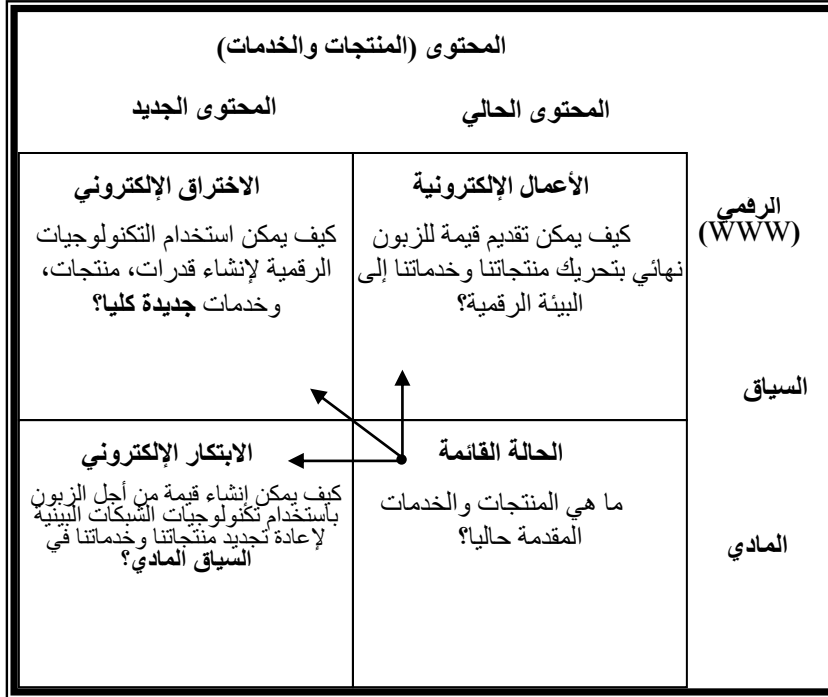 المحتوى (المنتجات والخدمات)
المحتوى الحالي
المحتوى الجديد
الرقمي
(WWW)
الأعمال الإلكترونية
كيف يمكن تقديم قيمة للزبون
نهائي بتحريك منتجاتنا وخدماتنا إلى
البيئة الرقمية؟
الاختراق الإلكتروني
كيف يمكن استخدام التكنولوجيات
الرقمية لإنشاء قدرات، منتجات،
وخدمات جديدة كليا؟
السياق
المادي
الحالة القائمة
ما هي المنتجات والخدمات
المقدمة حاليا؟
الابتكار الإلكتروني
كيف يمكن إنشاء قيمة من أجل الزبون
باستخدام تكنولوجيات الشبكات البينية
لإعادة تجديد منتجاتنا وخدماتنا في
السياق المادي؟